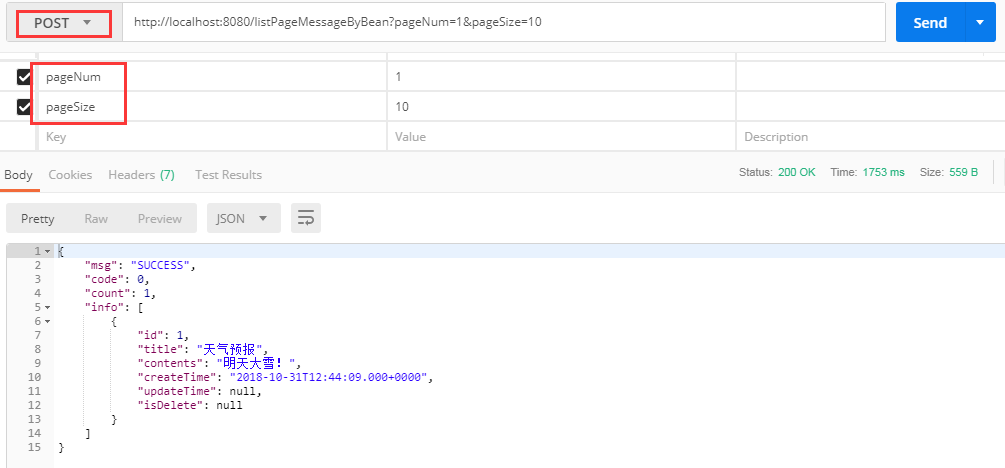 POST http://localhost:8080/listPageMessageByBean?pageNum=1&pageSize=10 Send
pageNum 1
pageSize 10
Key Value Description
Body Cookies Headers (7) Test Results Status: 200 OK Time: 1753 ms Size: 559 B
Pretty Raw Preview JSON
1 {
2 "msg": "SUCCESS",
3 "code": 0,
4 "count": 1,
5 "info": [
6 {
7 "id": 1,
8 "title": "天气预报",
9 "contents": "明天大雪！",
10 "createTime": "2018-10-31T12:44:09.000+0000",
11 "updateTime": null,
12 "isDelete": null
13 }
14 ]
15 }